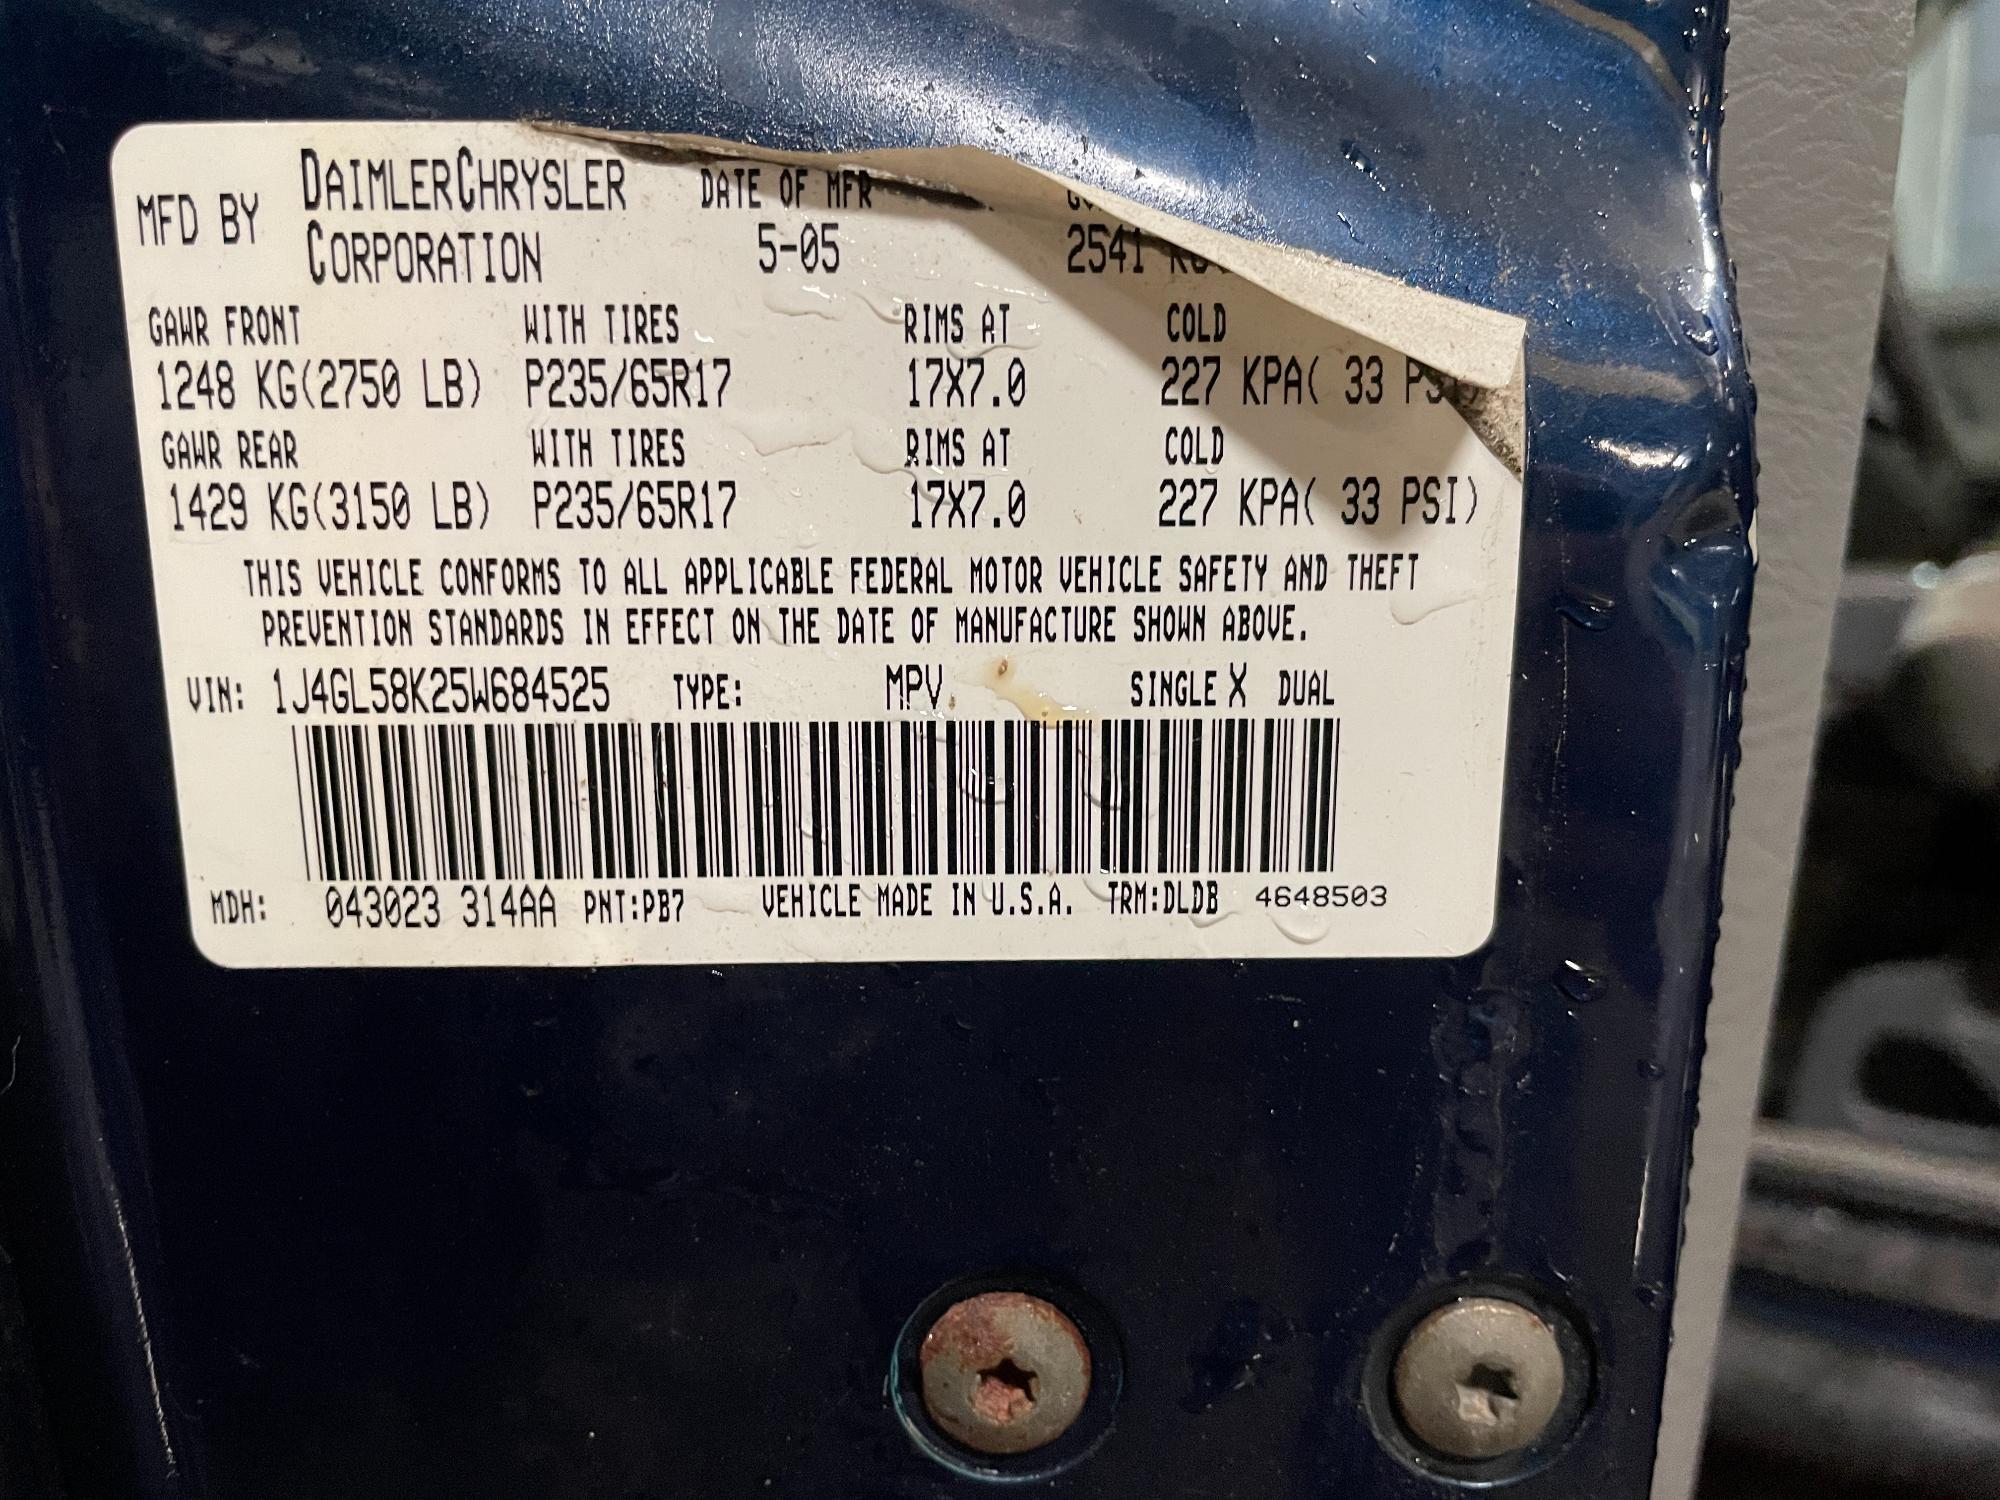 MFD BY DAIMLERCHRYSLER CORPORATION DATE OF MFR
5-05 2541
GAWR FRONT WITH TIRES RIMS AT COLD
1248 KG(2750 LB) P235/65R17 17X7.0 227 KPA( 33 PSI)
GAWR REAR WITH TIRES RIMS AT COLD
1429 KG(3150 LB) P235/65R17 17X7.0 227 KPA( 33 PSI)
THIS VEHICLE CONFORMS TO ALL APPLICABLE FEDERAL MOTOR VEHICLE SAFETY AND THEFT
PREVENTION STANDARDS IN EFFECT ON THE DATE OF MANUFACTURE SHOWN ABOVE.
VIN: 1J4GL58K25W684525 TYPE: MPV SINGLE X DUAL
MDH: 043023 314AA PNT:PB7 VEHICLE MADE IN U.S.A. TRM:DLDB 4648503